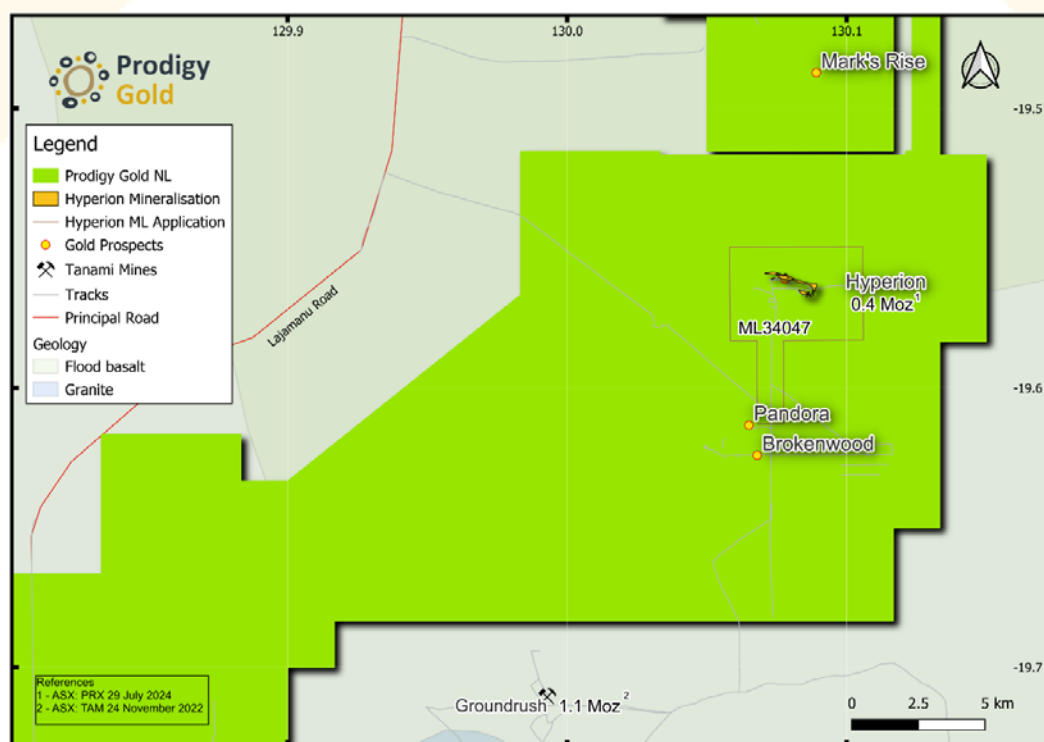 129.9
130.0
130.1
Prodigy
Gold
Mark's Rise
-19.5
Legend
Prodigy Gold NL
Hyperion Mineralisation
Hyperion ML Application
Gold Prospects
Tanami Mines
Tracks
Principal Road
Geology
Flood basalt
Granite
Lajamanu Road
Hyperion
0.4 Moz1
ML34047
-19.6
Pandora
Brokenwood
-19.7
References
1 - ASX: PRX 29 July 2024
2 - ASX: TAM 24 November 2022
Groundrush 1.1 Moz 2
0 2.5 5 km